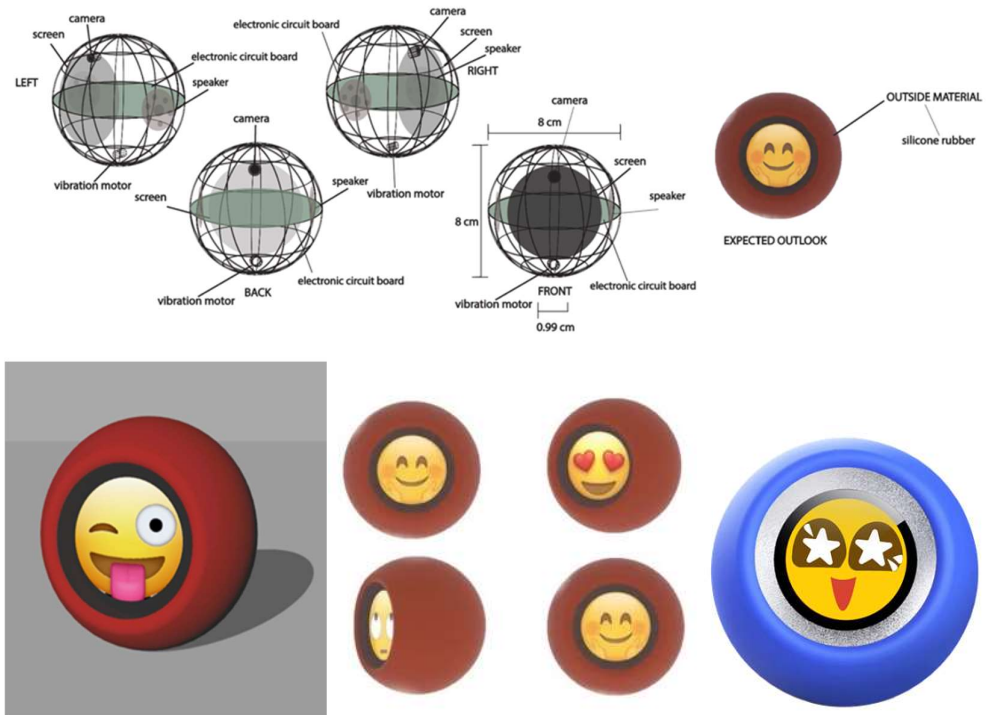 camera
screen
electronic circuit board
LEFT
speaker
vibration motor
camera
electronic circuit board
screen
speaker
RIGHT
vibration motor
camera
screen
speaker
electronic circuit board
vibration motor
BACK
camera
8 cm
screen
speaker
8 cm
electronic circuit board
FRONT
vibration motor
0.99 cm
OUTSIDE MATERIAL
silicone rubber
EXPECTED OUTLOOK